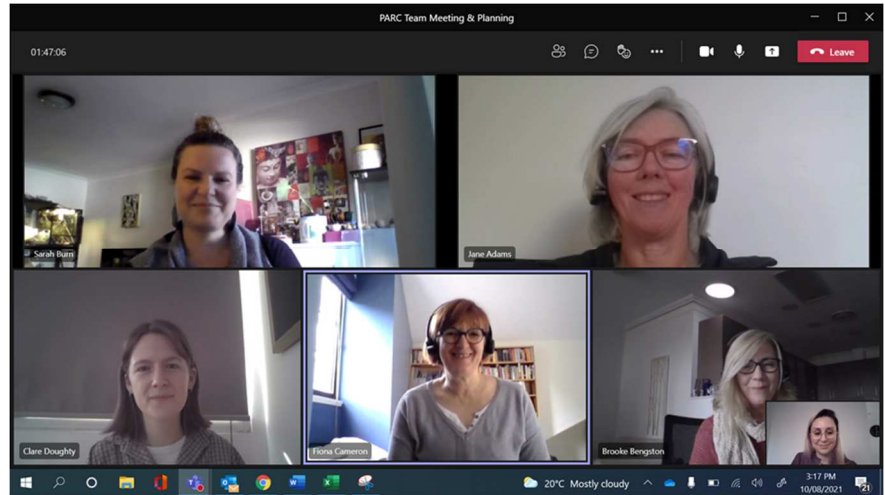 PARC Team Meeting & Planning
01:47:06
Leave
Sarah Burn
Jane Adams
Clare Doughty
Fiona Cameron
Brooke Bengston
20°C Mostly cloudy
3:17 PM
10/08/2021
21